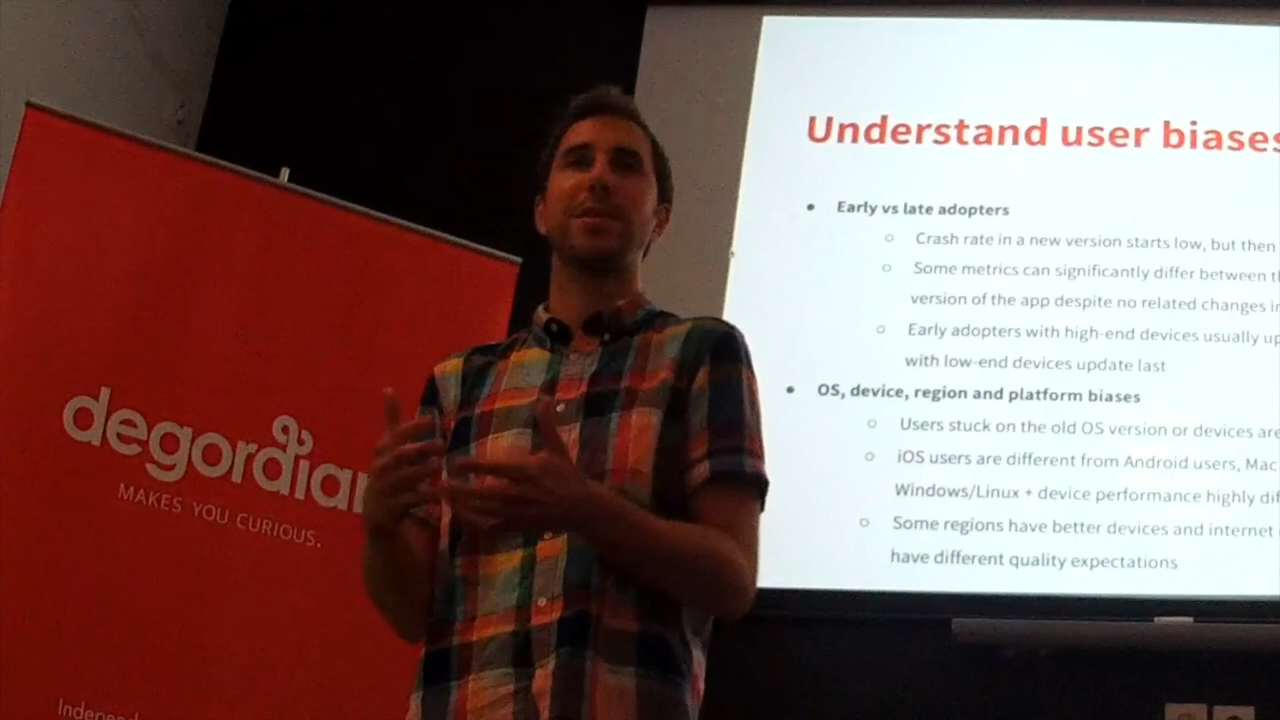 degordian
MAKES YOU CURIOUS.
Understand user biases
Early vs late adopters
Crash rate in a new version starts low, but then
Some metrics can significantly differ between
version of the app despite no related changes
Early adopters with high-end devices usually
with low-end devices update last
OS, device, region and platform biases
Users stuck on the old OS version or devices are
iOS users are different from Android users, Mac
Windows/Linux + device performance highly
Some regions have better devices and internet
have different quality expectations